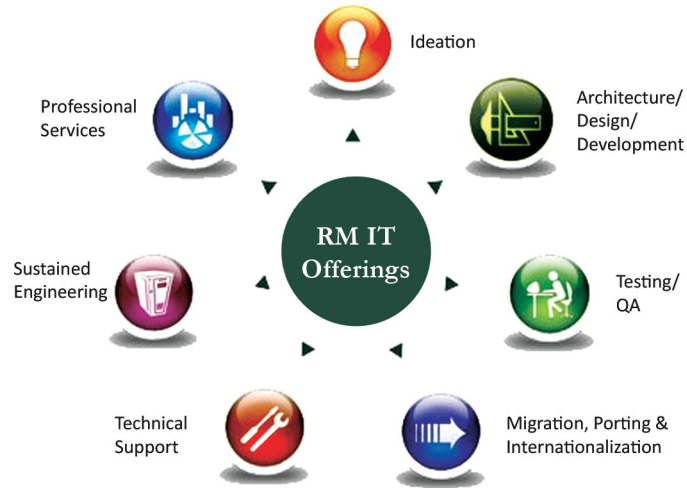 Ideation
Architecture/
Design/
Development
Testing/
QA
Migration, Porting &
Internationalization
Technical
Support
Sustained
Engineering
Professional
Services
RM IT
Offerings